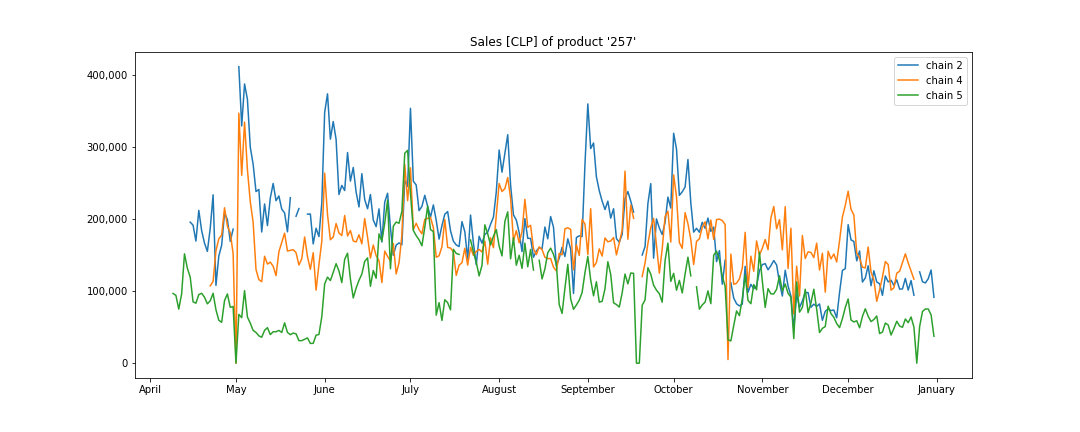 Sales [CLP] of product '257'
400,000
300,000
200,000
100,000
0
chain 2
chain 4
chain 5
April May June July August September October November December January